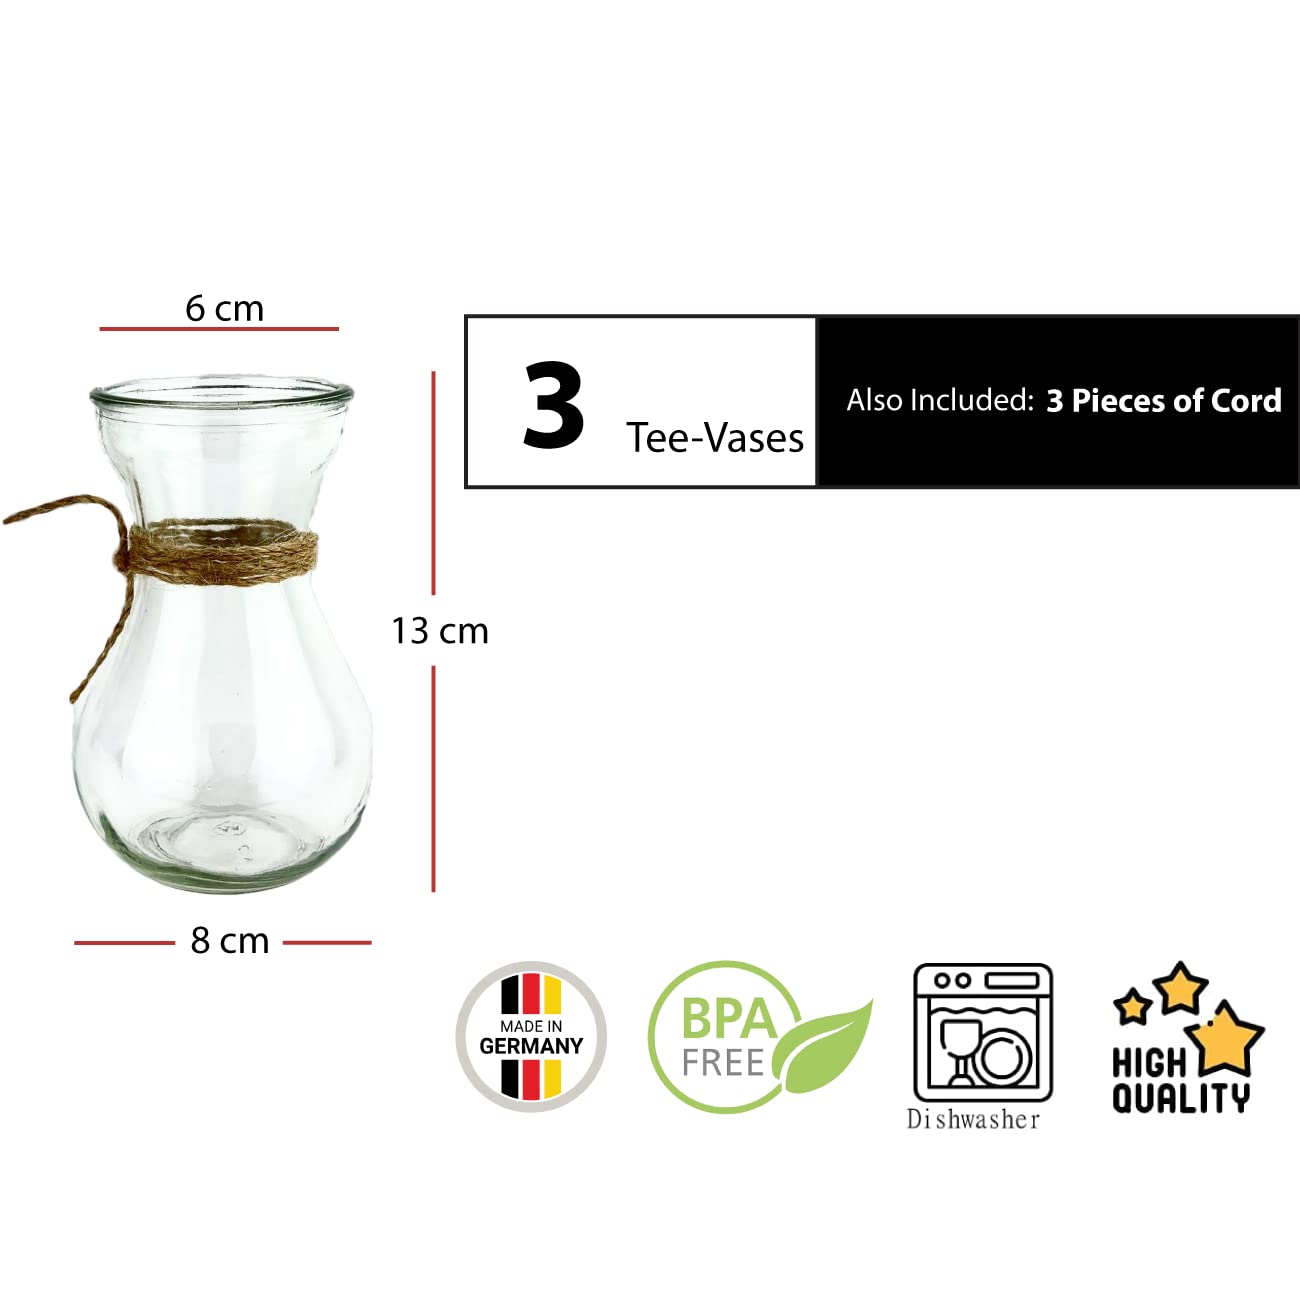 6 cm
3 Tee-Vases
Also Included: 3 Pieces of Cord
13 cm
8 cm
MADE IN
GERMANY
BPA
FREE
Dishwasher
HIGH
QUALITY